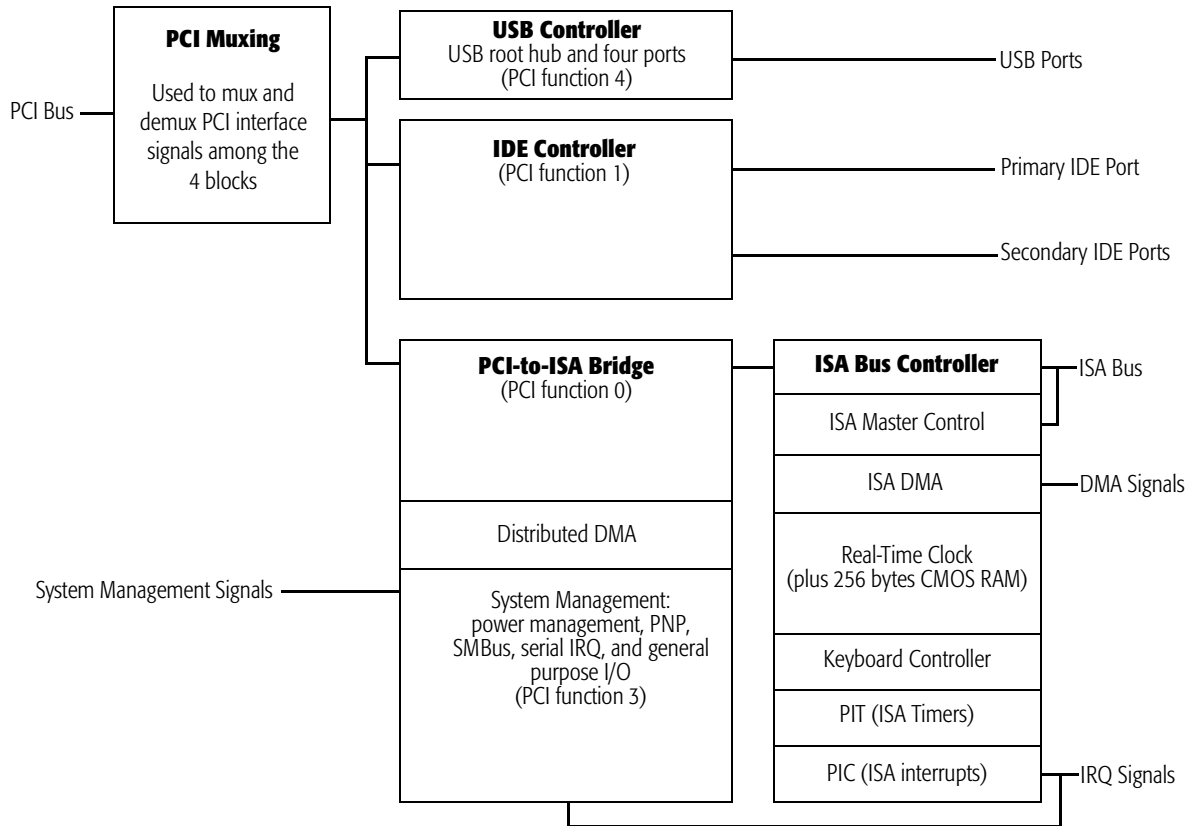 PCI Bus
PCI Muxing
Used to mux and
demux PCI interface
signals among the
4 blocks
USB Controller
USB root hub and four ports
(PCI function 4)
USB Ports
IDE Controller
(PCI function 1)
Primary IDE Port
Secondary IDE Ports
PCI-to-ISA Bridge
(PCI function 0)
Distributed DMA
System Management Signals
System Management:
power management, PNP,
SMBus, serial IRQ, and general
purpose I/O
(PCI function 3)
ISA Bus Controller
ISA Bus
ISA Master Control
ISA DMA
DMA Signals
Real-Time Clock
(plus 256 bytes CMOS RAM)
Keyboard Controller
PIT (ISA Timers)
PIC (ISA interrupts)
IRQ Signals